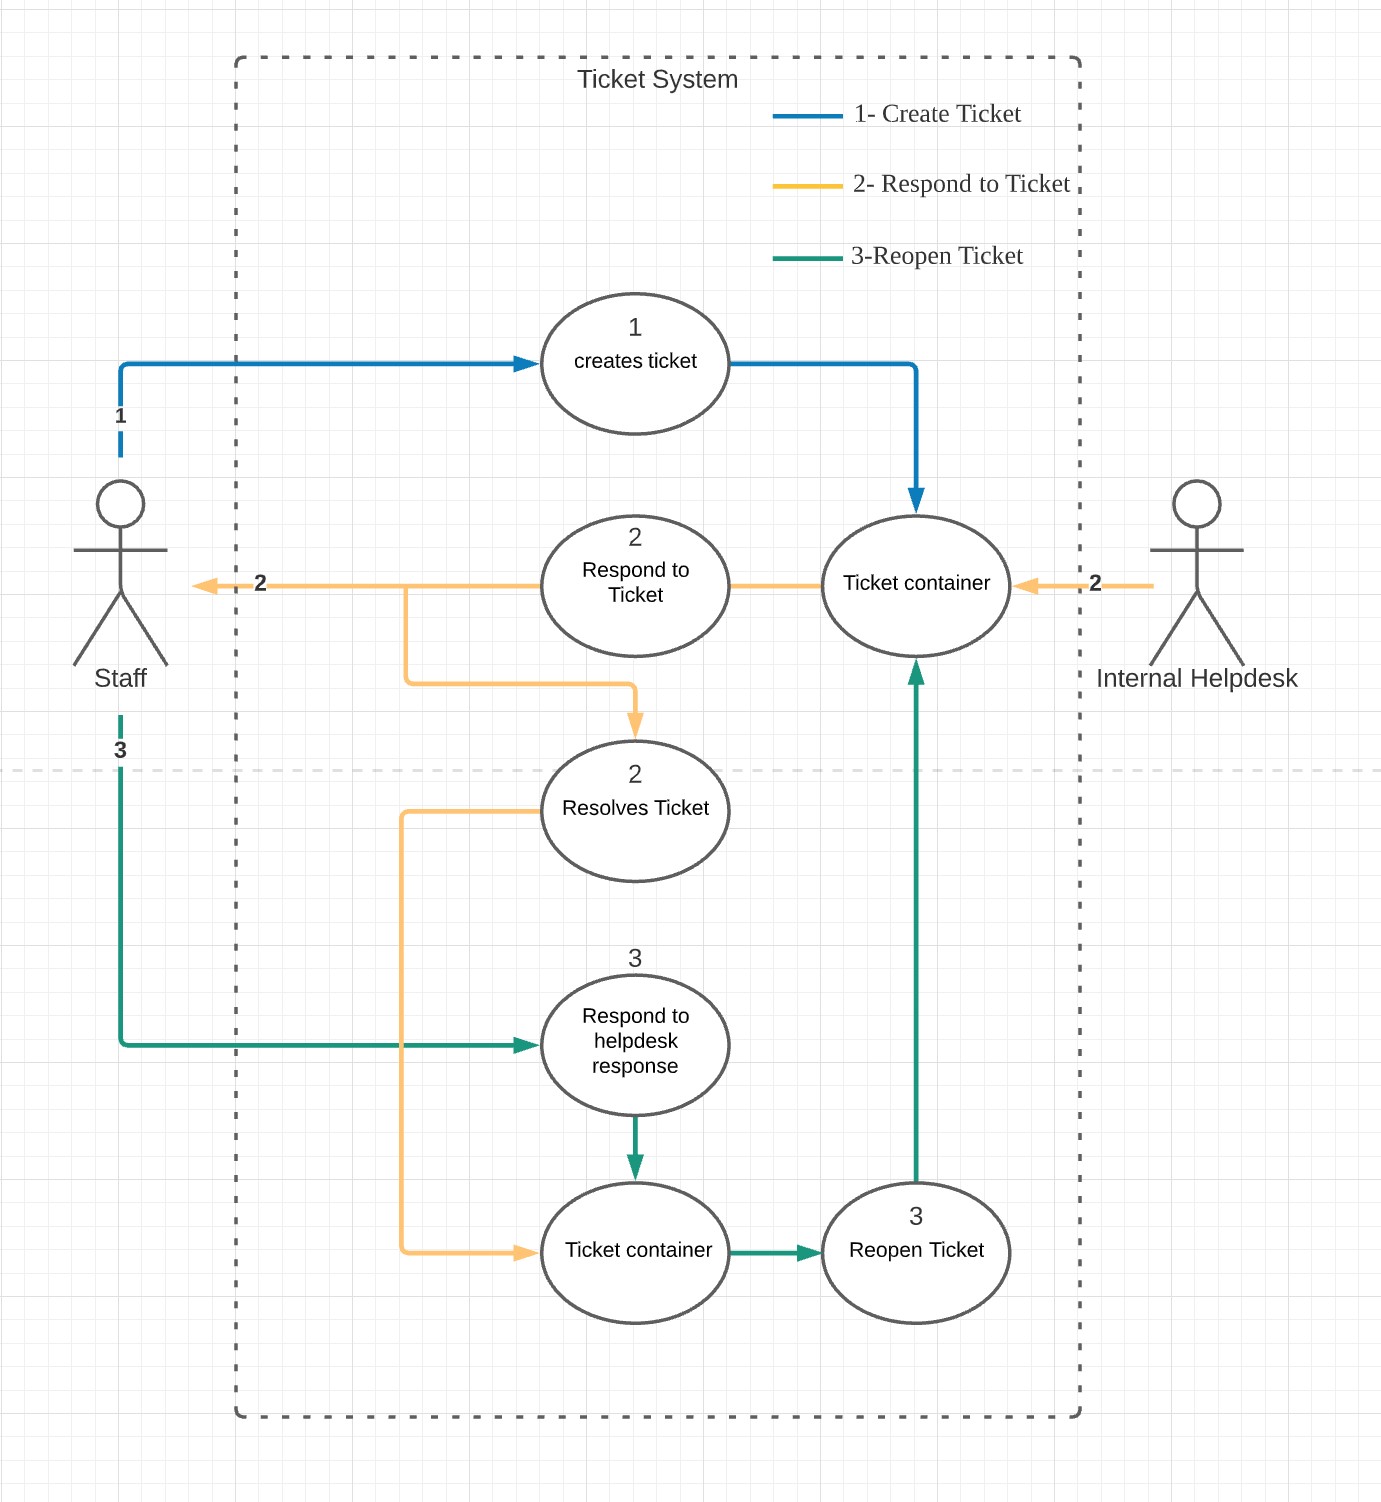 Ticket System
1- Create Ticket
2- Respond to Ticket
3-Reopen Ticket
1
creates ticket
1
2
Respond to
Ticket
Ticket container
2
2
Staff
Internal Helpdesk
3
2
Resolves Ticket
3
Respond to
helpdesk
response
Ticket container
3
Reopen Ticket